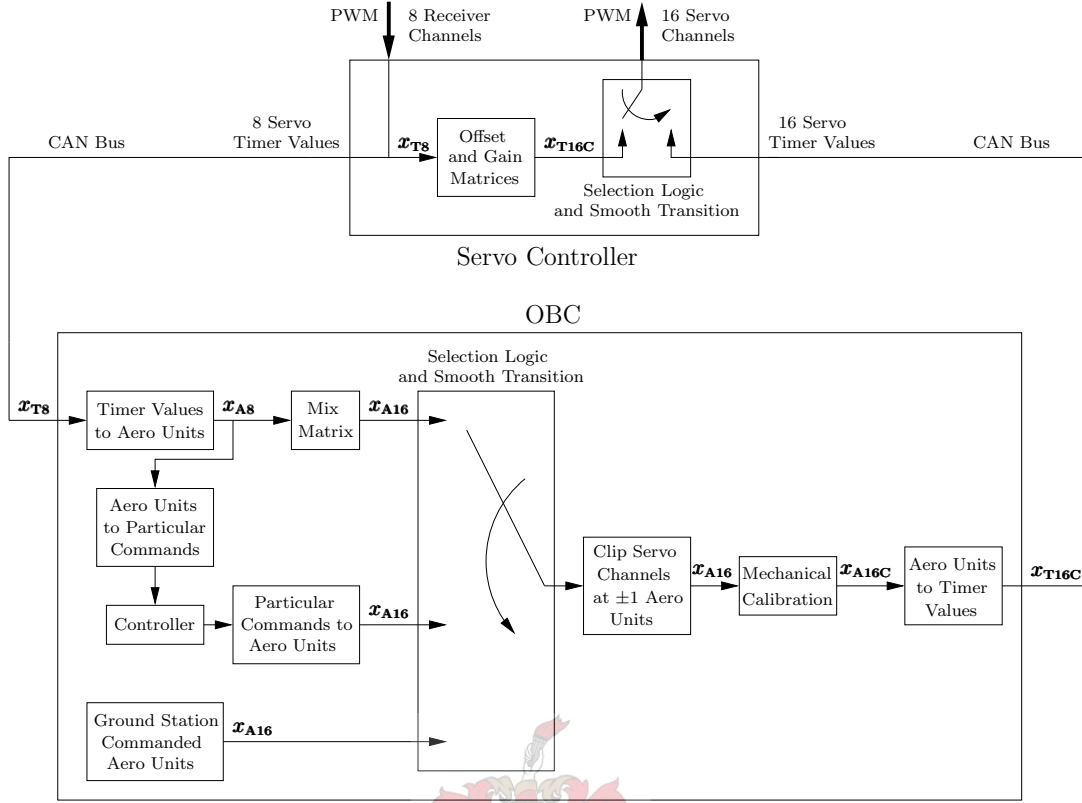 PWM
8 Receiver
Channels
PWM
16 Servo
Channels
CAN Bus
8 Servo
Timer Values
x_T8
Offset
and Gain
Matrices
x_T16C
Selection Logic
and Smooth Transition
16 Servo
Timer Values
CAN Bus
Servo Controller
OBC
Selection Logic
and Smooth Transition
x_T8
Timer Values
to Aero Units
x_A8
Mix
Matrix
x_A16
Aero Units
to Particular
Commands
Controller
Particular
Commands to
Aero Units
x_A16
Ground Station
Commanded
Aero Units
x_A16
Clip Servo
Channels
at ±1 Aero
Units
x_A16
Mechanical
Calibration
x_A16C
Aero Units
to Timer
Values
x_T16C